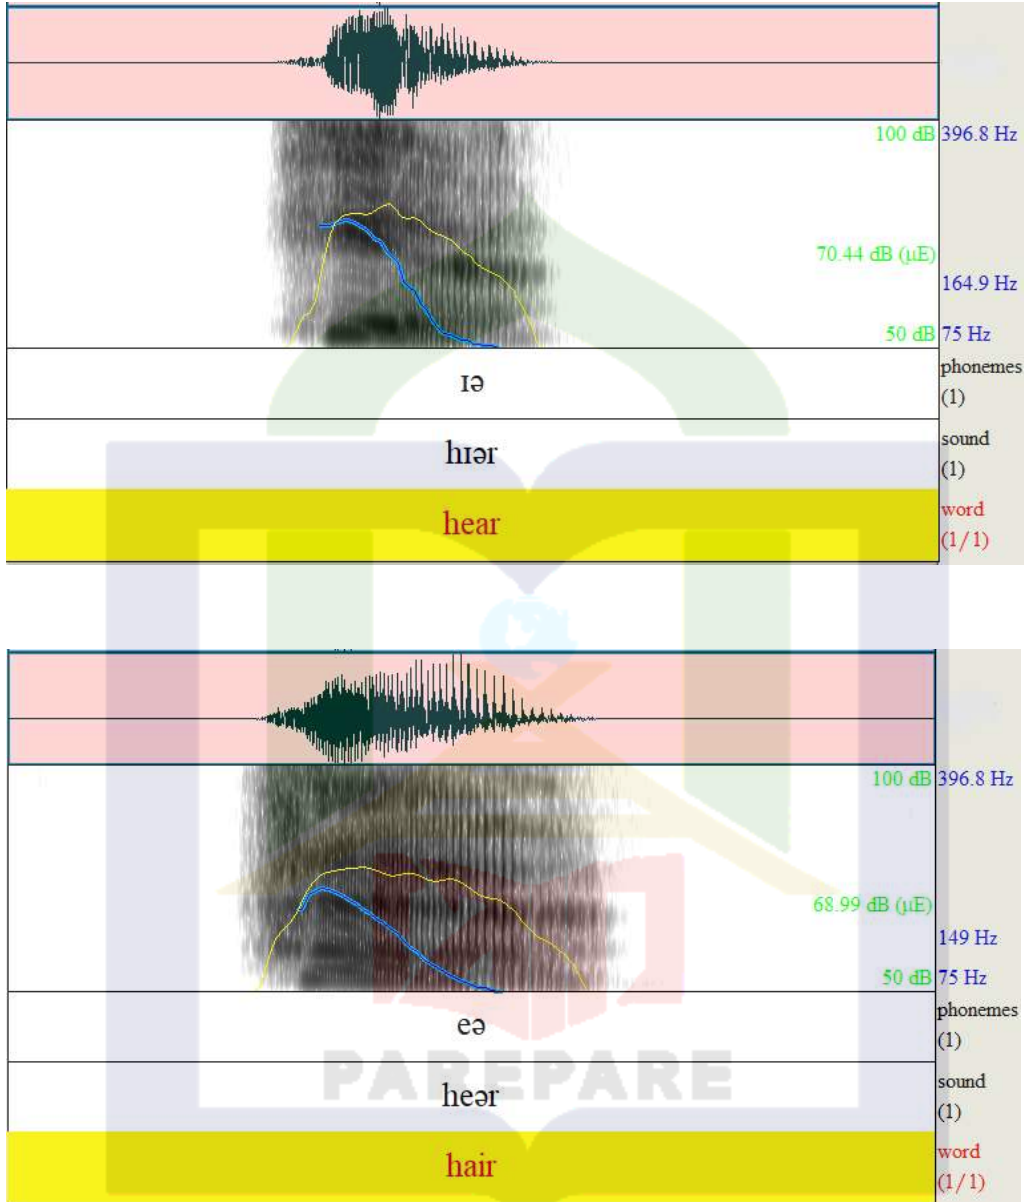 100 dB 396.8 Hz
70.44 dB (µE)
164.9 Hz
50 dB 75 Hz
phonemes
(1)
ɪə
sound
(1)
hɪər
word
(1/1)
hear
100 dB 396.8 Hz
68.99 dB (µE)
149 Hz
50 dB 75 Hz
phonemes
(1)
eə
PAREPARE
sound
(1)
heər
word
(1/1)
hair